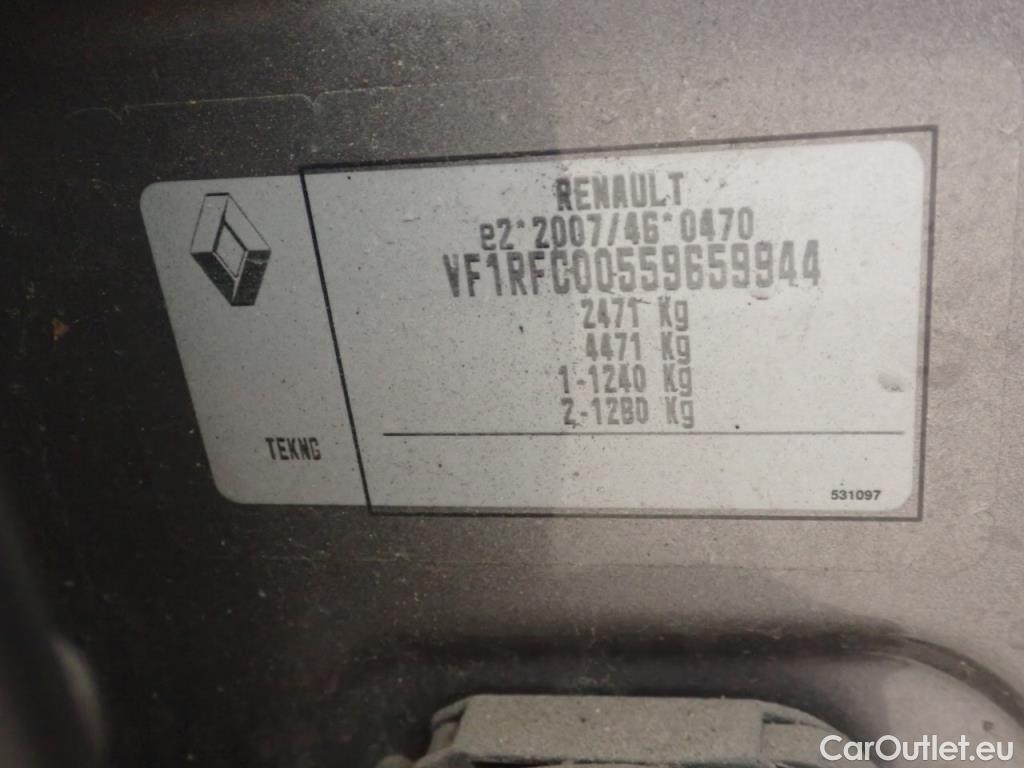 RENAULT
e2*2007/46*0470
VF1RFC00559659944
2471 Kg
4471 Kg
1-1240 Kg
2-1280 Kg
TEKNG
531097
CarOutlet.eu